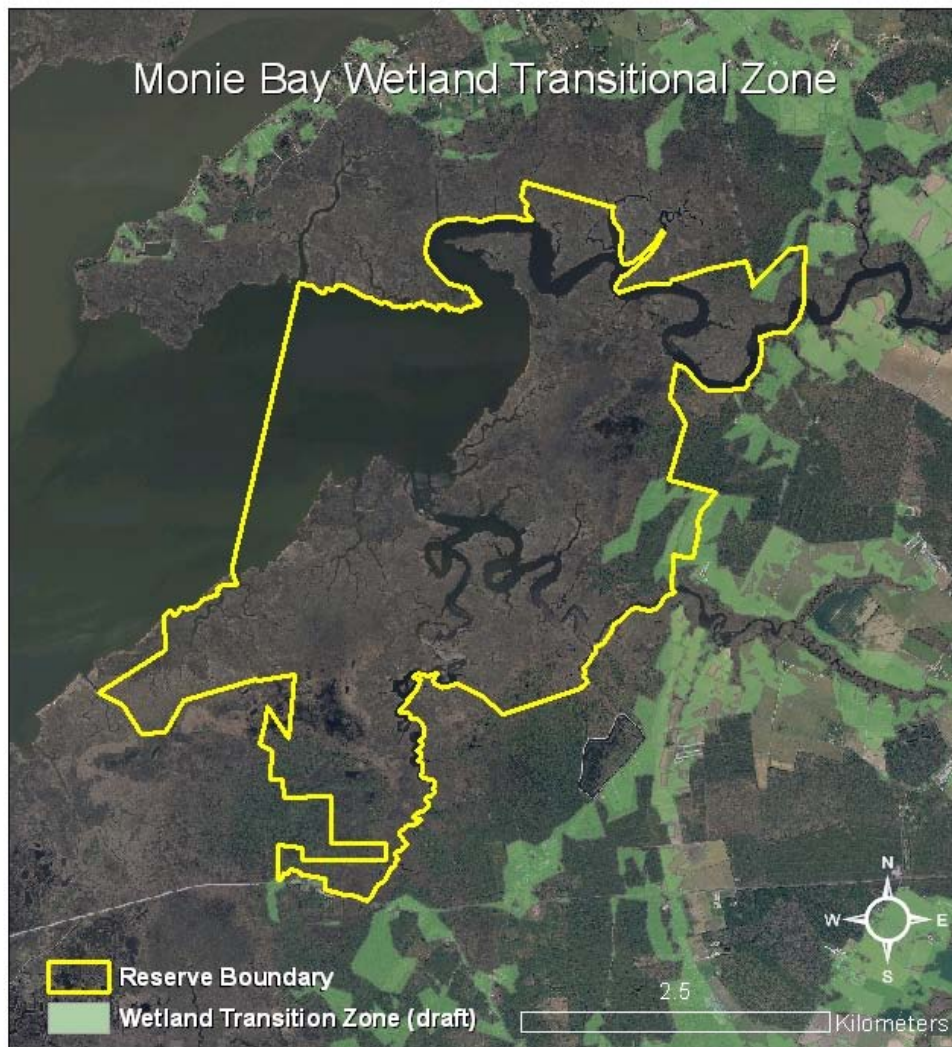 Monie Bay Wetland Transitional Zone
N
W E
S
Reserve Boundary
Wetland Transition Zone (draft)
2.5
Kilometers